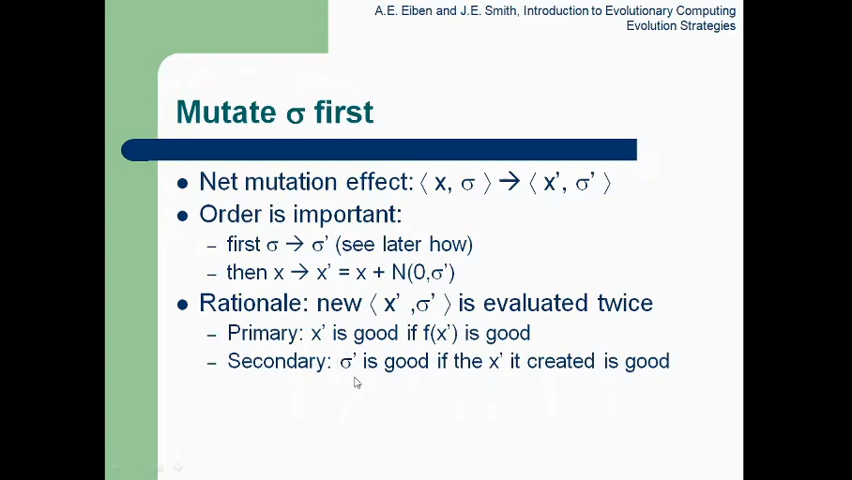 A.E. Eiben and J.E. Smith, Introduction to Evolutionary Computing
Evolution Strategies
Mutate σ first
● Net mutation effect: ⟨ x, σ ⟩ → ⟨ x’, σ’ ⟩
● Order is important:
– first σ → σ’ (see later how)
– then x → x’ = x + N(0,σ’)
● Rationale: new ⟨ x’ ,σ’ ⟩ is evaluated twice
– Primary: x’ is good if f(x’) is good
– Secondary: σ’ is good if the x’ it created is good